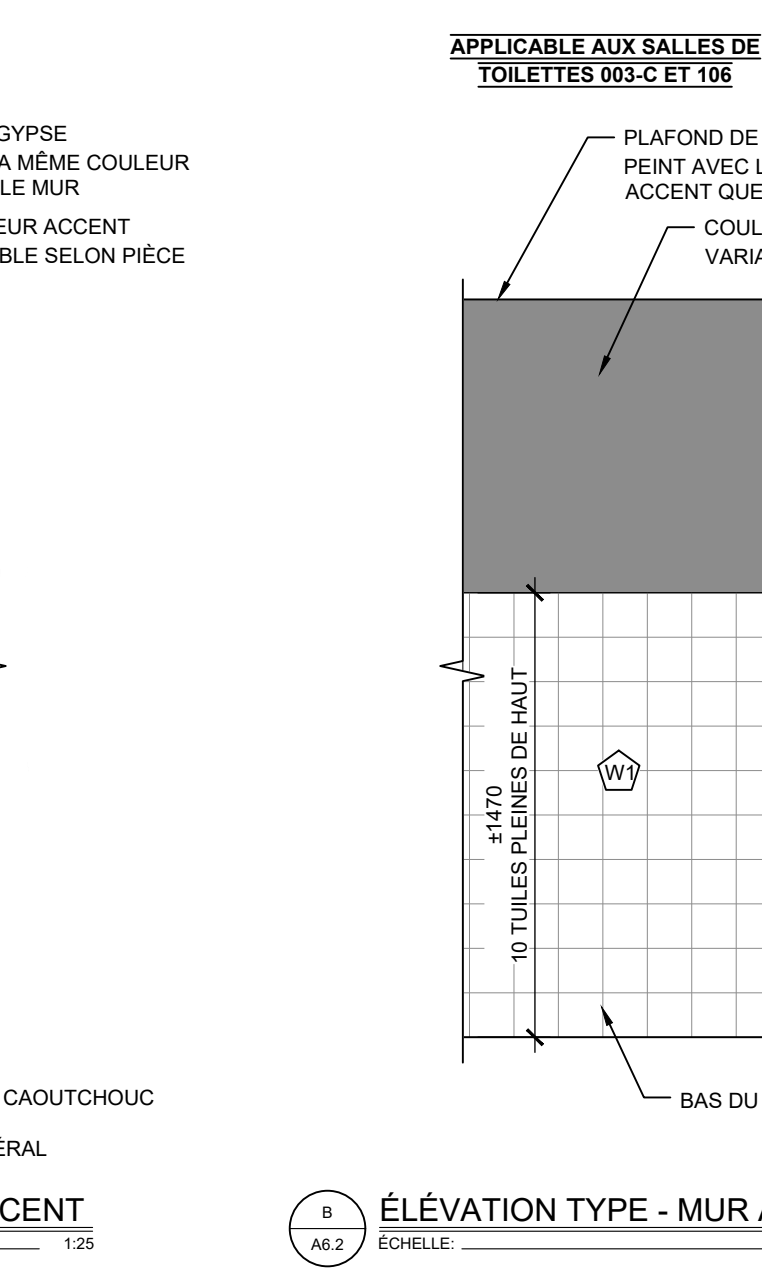 APPLICABLE AUX SALLES DE
TOILETTES 003-C ET 106
GYPSE
A MÊME COULEUR
LE MUR
EUR ACCENT
BLE SELON PIÈCE
PLAFOND DE
PEINT AVEC L
ACCENT QUE
COUL
VARIA
±1470
10 TUILES PLEINES DE HAUT
W1
CAOUTCHOUC
ÉRAL
BAS DU
CENT
1:25
B
A6.2
ÉLÉVATION TYPE - MUR A
ÉCHELLE: